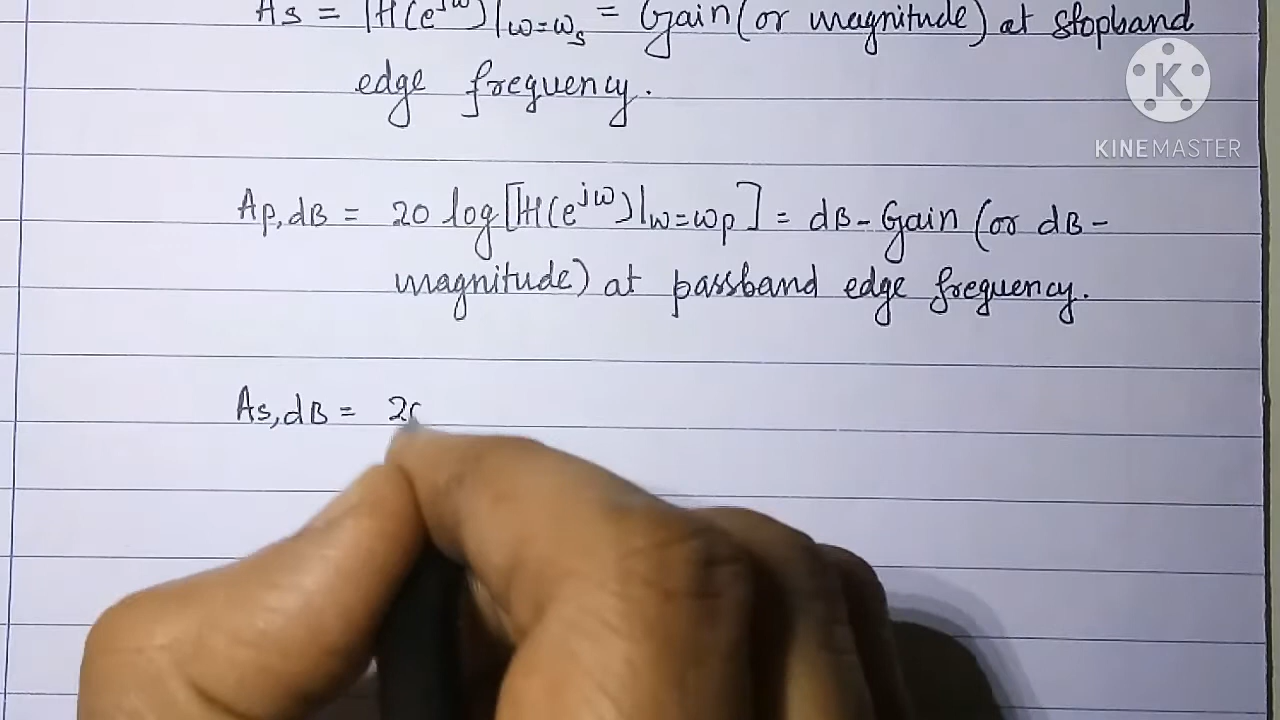 As = |H(e^jω)|ω=ωs = Gain (or magnitude) at stopband
edge frequency.
K
KINEMASTER
Ap,dB = 20 log[|H(e^jω)|ω=ωp] = dB-Gain (or dB-
magnitude) at passband edge frequency.
As,dB = 20